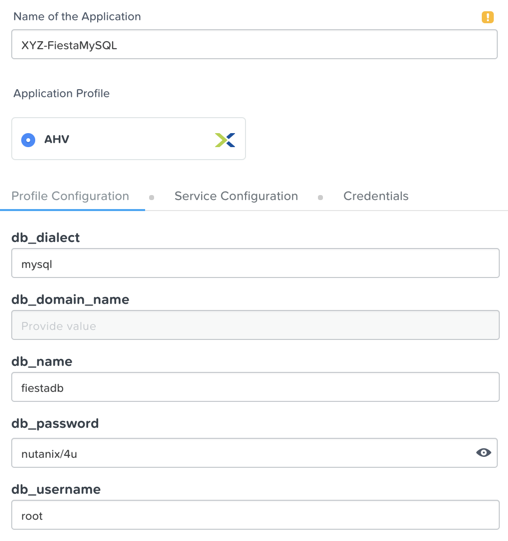 Name of the Application
XYZ-FiestaMySQL
Application Profile
AHV
Profile Configuration Service Configuration Credentials
db_dialect
mysql
db_domain_name
Provide value
db_name
fiestadb
db_password
nutanix/4u
db_username
root